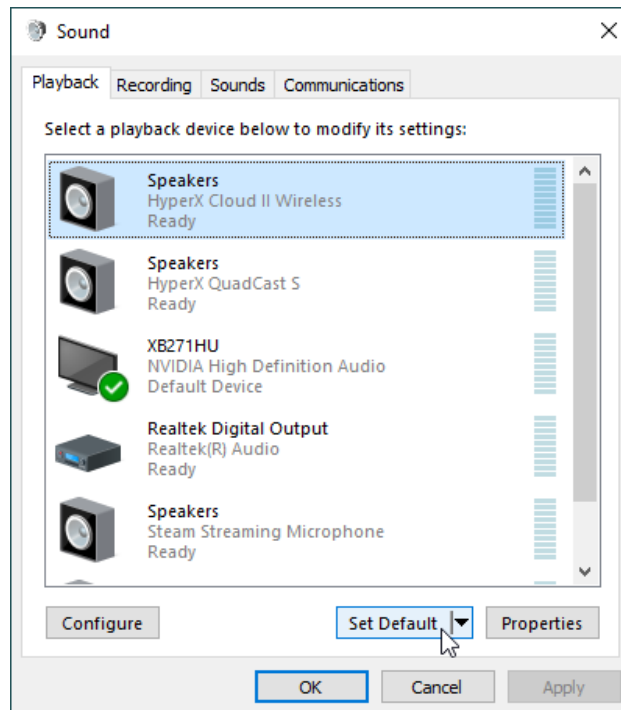 Sound
Playback Recording Sounds Communications
Select a playback device below to modify its settings:
Speakers
HyperX Cloud II Wireless
Ready
Speakers
HyperX QuadCast S
Ready
XB271HU
NVIDIA High Definition Audio
Default Device
Realtek Digital Output
Realtek(R) Audio
Ready
Speakers
Steam Streaming Microphone
Ready
Configure Set Default Properties
OK Cancel Apply